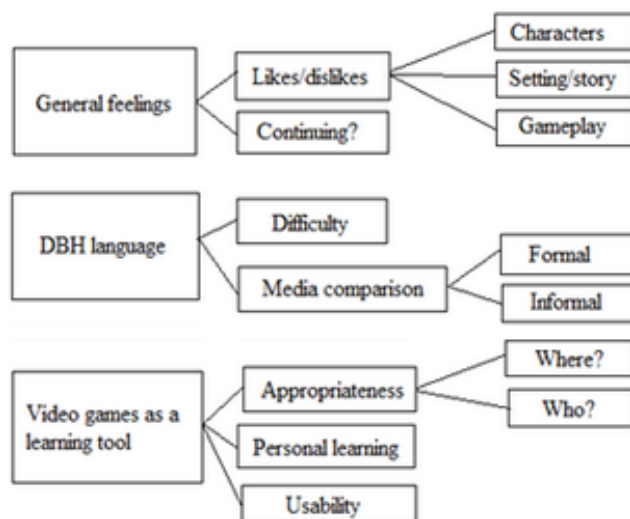 General feelings
Likes/dislikes
Continuing?
Characters
Setting/story
Gameplay
DBH language
Difficulty
Media comparison
Formal
Informal
Video games as a
learning tool
Appropriateness
Personal learning
Usability
Where?
Who?